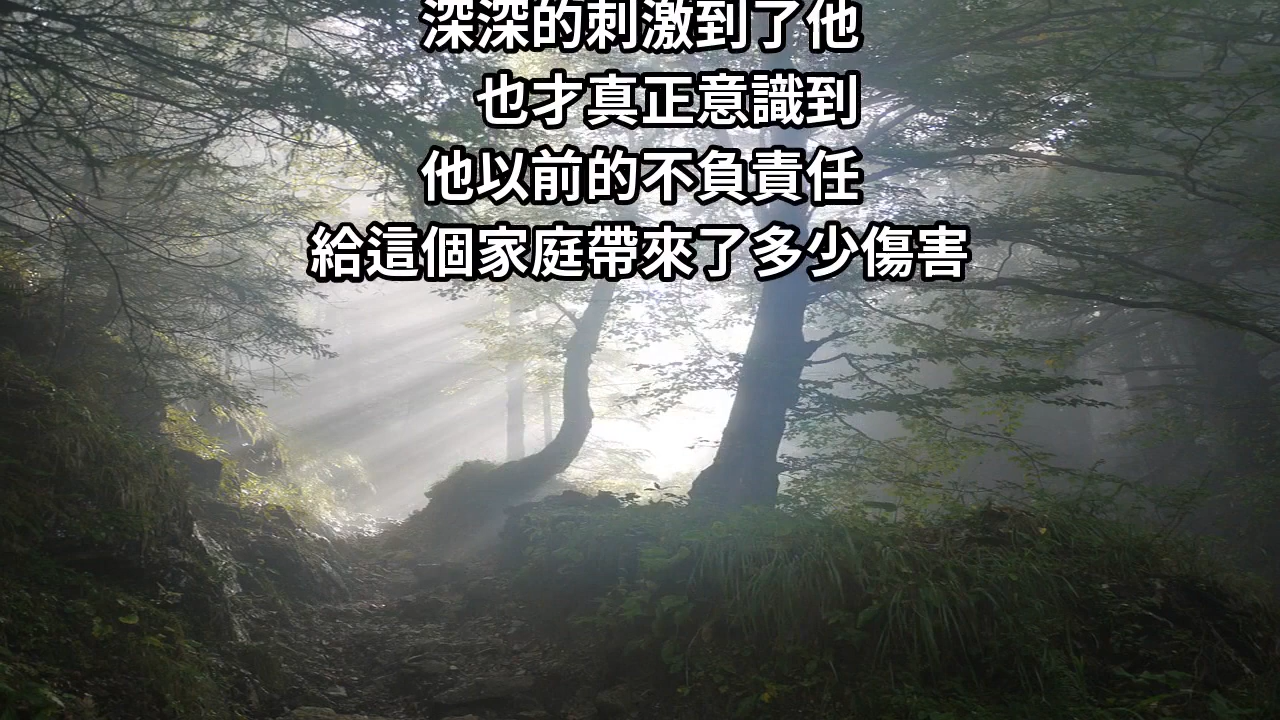 深深的刺激到了他
也才真正意識到
他以前的不負責任
給這個家庭帶來了多少傷害